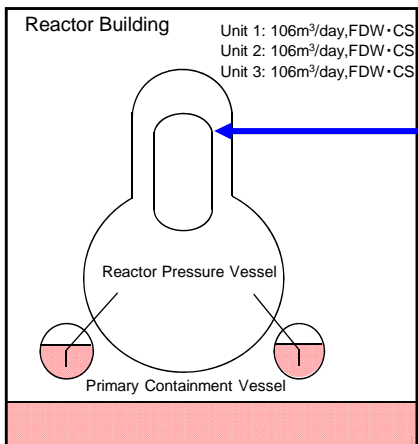 Reactor Building
Unit 1: 106m³/day,FDW・CS
Unit 2: 106m³/day,FDW・CS
Unit 3: 106m³/day,FDW・CS
Reactor Pressure Vessel
Primary Containment Vessel